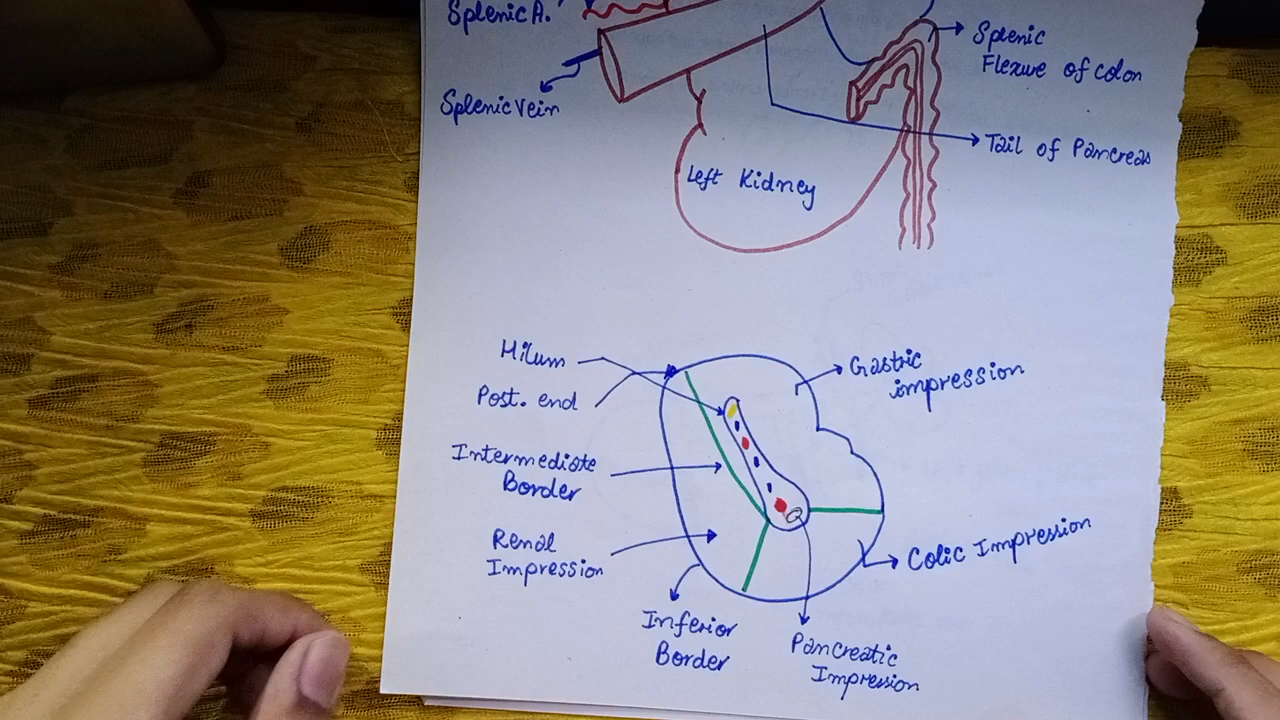 Splenic A.
Splenic
Flexure of colon
Splenic Vein
Tail of Pancreas
Left Kidney
Hilum
Gastric
impression
Post. end
Intermediate
Border
Renal
Impression
Colic Impression
Inferior
Border
Pancreatic
Impression